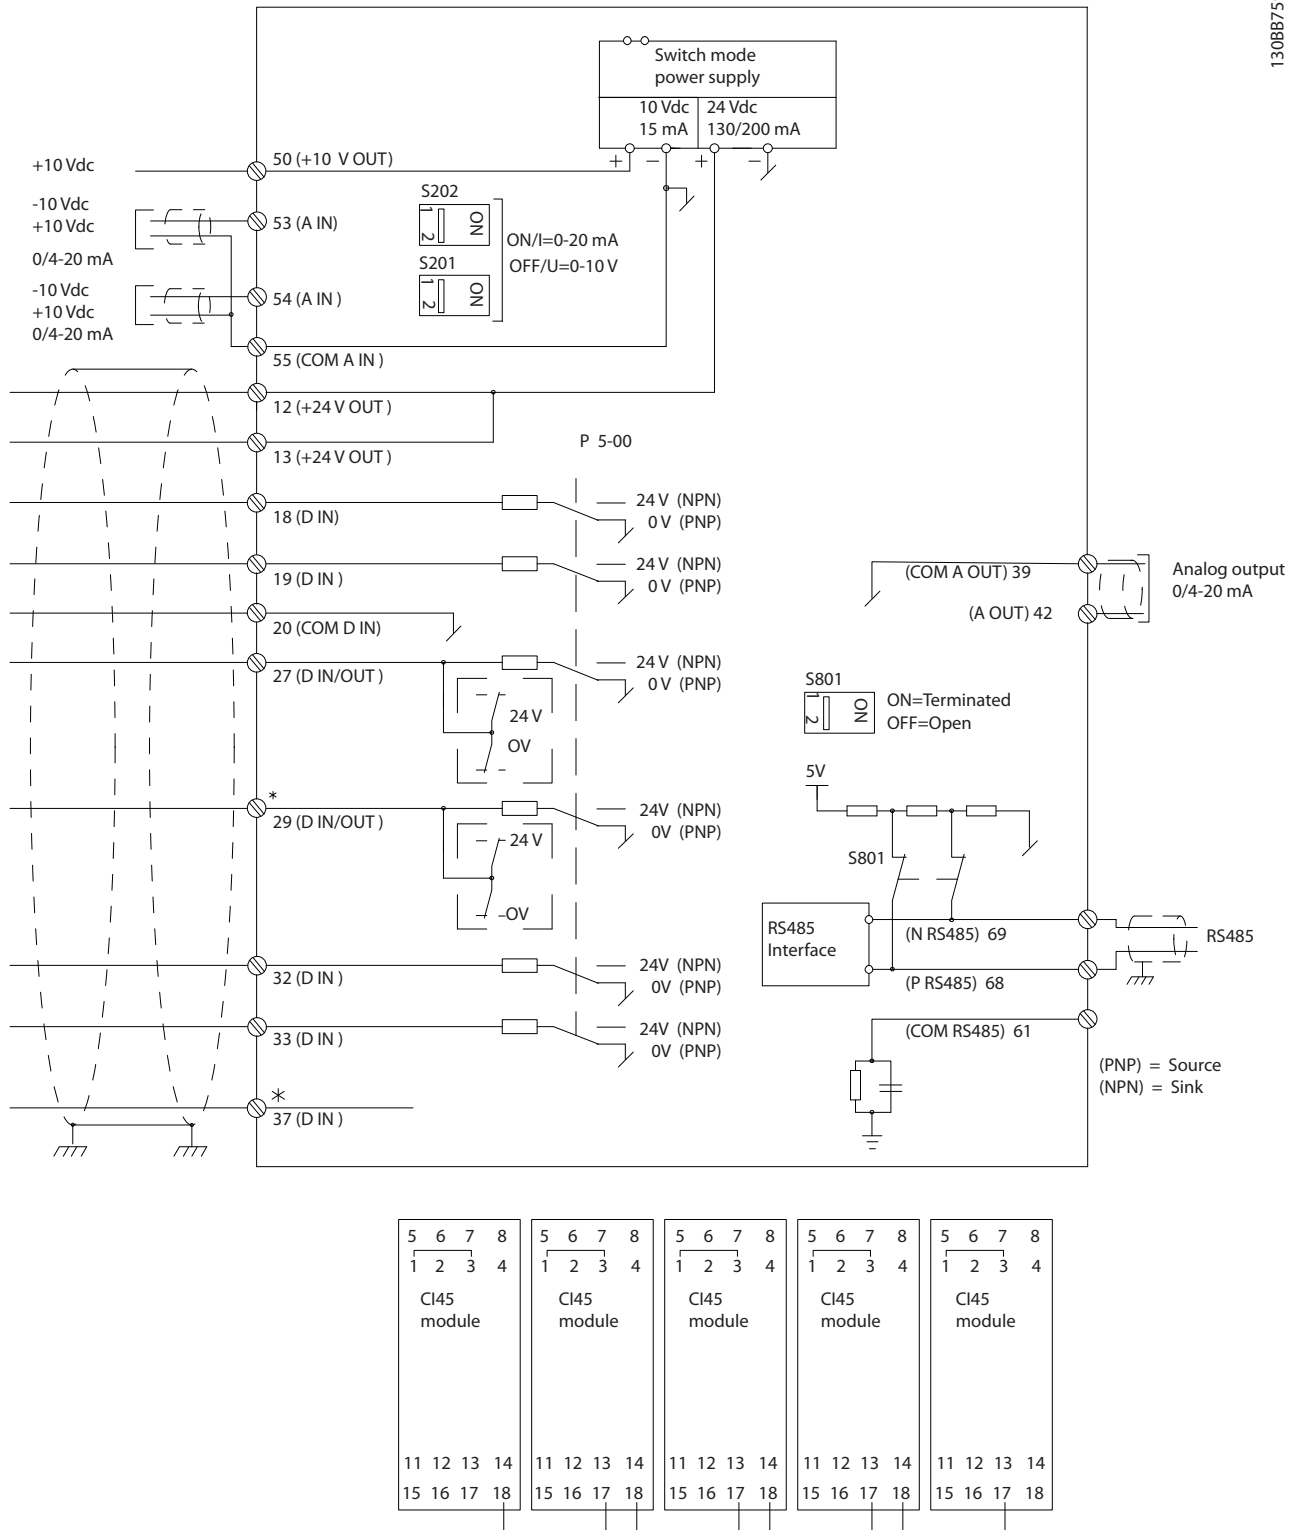 130BB75
Switch mode
power supply
10 Vdc
15 mA
24 Vdc
130/200 mA
+ − + −
+10 Vdc
50 (+10 V OUT)
-10 Vdc
+10 Vdc
0/4-20 mA
53 (A IN)
S202
1 2 ON
ON/I=0-20 mA
OFF/U=0-10 V
S201
1 2 ON
-10 Vdc
+10 Vdc
0/4-20 mA
54 (A IN )
55 (COM A IN )
12 (+24 V OUT )
13 (+24 V OUT )
P 5-00
18 (D IN)
24 V (NPN)
0 V (PNP)
19 (D IN )
24 V (NPN)
0 V (PNP)
20 (COM D IN)
27 (D IN/OUT )
24 V (NPN)
0 V (PNP)
24 V
OV
*
29 (D IN/OUT )
24V (NPN)
0V (PNP)
24 V
OV
32 (D IN )
24V (NPN)
0V (PNP)
33 (D IN )
24V (NPN)
0V (PNP)
*
37 (D IN )
(COM A OUT) 39
(A OUT) 42
Analog output
0/4-20 mA
S801
1 2 ON
ON=Terminated
OFF=Open
5V
S801
RS485
Interface
(N RS485) 69
(P RS485) 68
RS485
(COM RS485) 61
(PNP) = Source
(NPN) = Sink
5 6 7 8
1 2 3 4
CI45
module
11 12 13 14
15 16 17 18
5 6 7 8
1 2 3 4
CI45
module
11 12 13 14
15 16 17 18
5 6 7 8
1 2 3 4
CI45
module
11 12 13 14
15 16 17 18
5 6 7 8
1 2 3 4
CI45
module
11 12 13 14
15 16 17 18
5 6 7 8
1 2 3 4
CI45
module
11 12 13 14
15 16 17 18